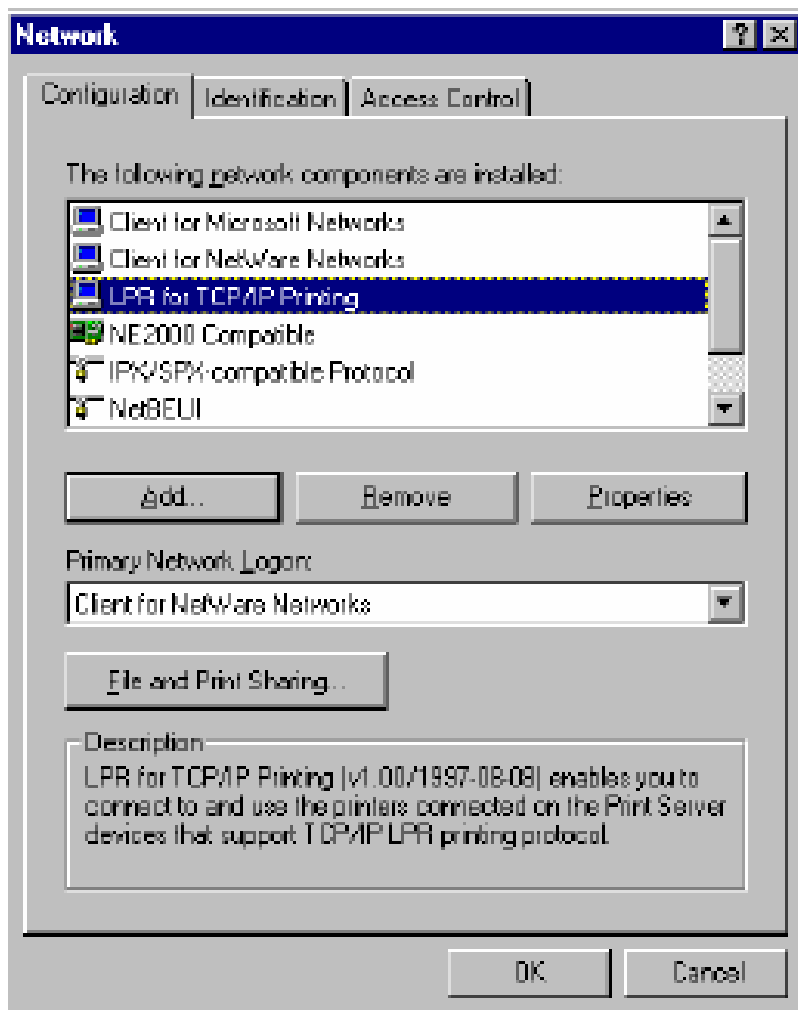 Network
Configuration
Identification
Access Control
The following network components are installed:
Client for Microsoft Networks
Client for NetWare Networks
LPR for TCP/IP Printing
NE2000 Compatible
IPX/SPX-compatible Protocol
NetBEUI
Add...
Remove
Properties
Primary Network Logon:
Client for NetWare Networks
File and Print Sharing...
Description
LPR for TCP/IP Printing (v1.00/1997-08-08) enables you to
connect to and use the printers connected on the Print Server
devices that support TCP/IP LPR printing protocol.
OK
Cancel